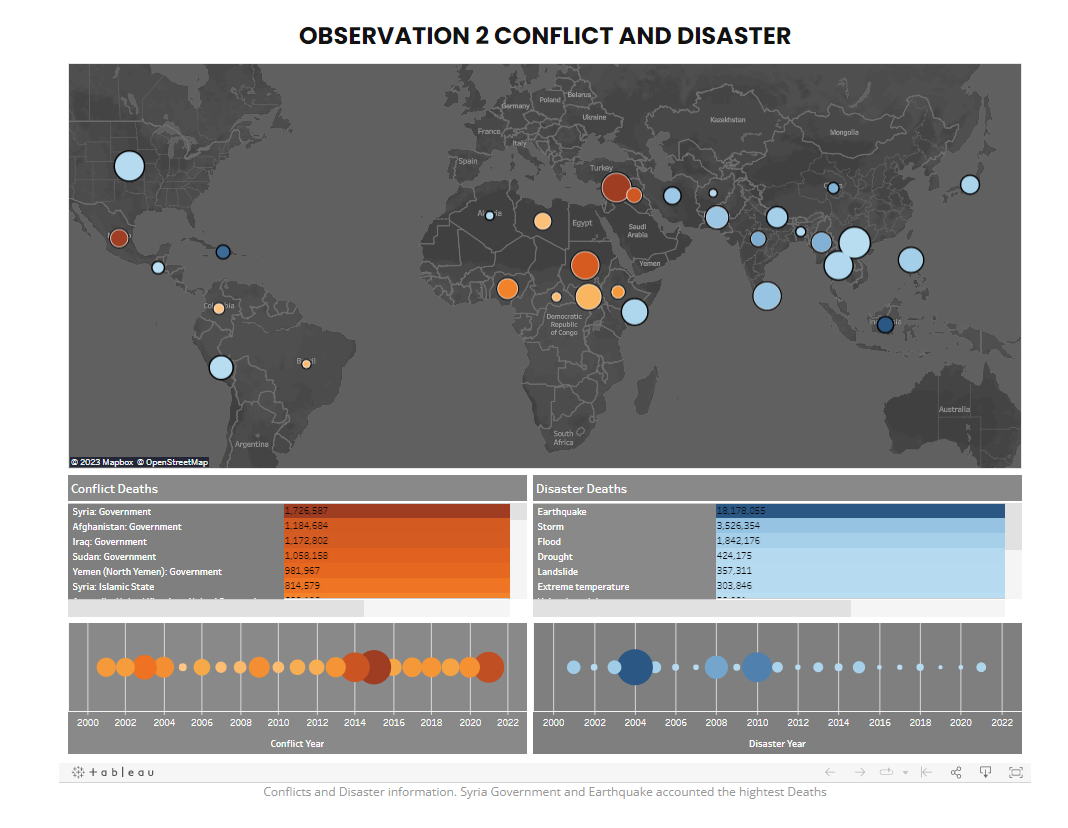 OBSERVATION 2 CONFLICT AND DISASTER
Germany
Poland
Belarus
Ukraine
France
Italy
Spain
Turkey
Kazakhstan
Mongolia
Egypt
Saudi
Arabia
Yemen
Democratic
Republic
of Congo
South
Africa
Argentina
Australia
© 2023 Mapbox © OpenStreetMap
Conflict Deaths
Syria: Government 1,726,587
Afghanistan: Government 1,184,684
Iraq: Government 1,172,802
Sudan: Government 1,058,158
Yemen (North Yemen): Government 981,967
Syria: Islamic State 814,579
Disaster Deaths
Earthquake 18,178,055
Storm 3,526,354
Flood 1,842,176
Drought 424,175
Landslide 357,311
Extreme temperature 303,846
2000 2002 2004 2006 2008 2010 2012 2014 2016 2018 2020 2022
Conflict Year
2000 2002 2004 2006 2008 2010 2012 2014 2016 2018 2020 2022
Disaster Year
+ a b l e a u
Conflicts and Disaster information. Syria Government and Earthquake accounted the hightest Deaths